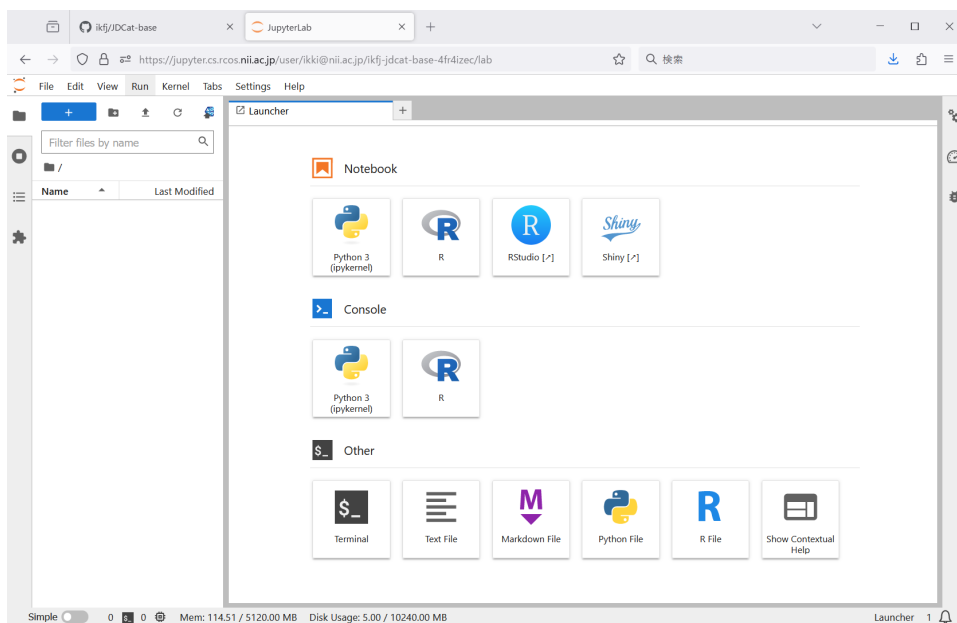 ikfj/JDCat-base
JupyterLab
https://jupyter.cs.rcos.nii.ac.jp/user/ikki@nii.ac.jp/ikfj-jdcat-base-4fr4izec/lab
検索
File Edit View Run Kernel Tabs Settings Help
Launcher
Filter files by name
/
Name Last Modified
Notebook
Python 3
(ipykernel)
R
R
RStudio [↗]
Shiny
Shiny [↗]
Console
Python 3
(ipykernel)
R
R
Other
$_
Terminal
Text File
M
Markdown File
Python File
R
R File
Show Contextual
Help
Simple 0 $_ 0 Mem: 114.51 / 5120.00 MB Disk Usage: 5.00 / 10240.00 MB Launcher 1